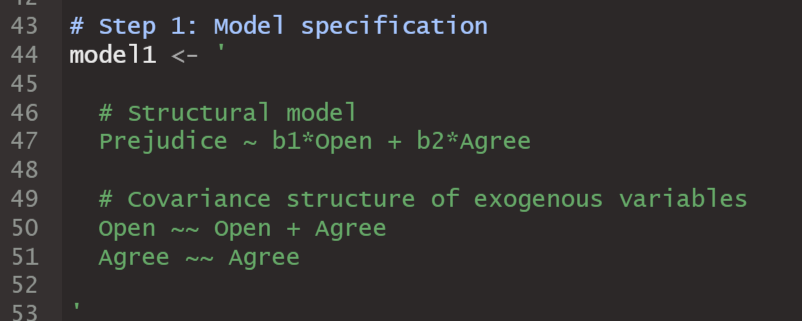 42
43 # Step 1: Model specification
44 model1 <- '
45
46   # Structural model
47   Prejudice ~ b1*Open + b2*Agree
48
49   # Covariance structure of exogenous variables
50   Open ~~ Open + Agree
51   Agree ~~ Agree
52
53 '